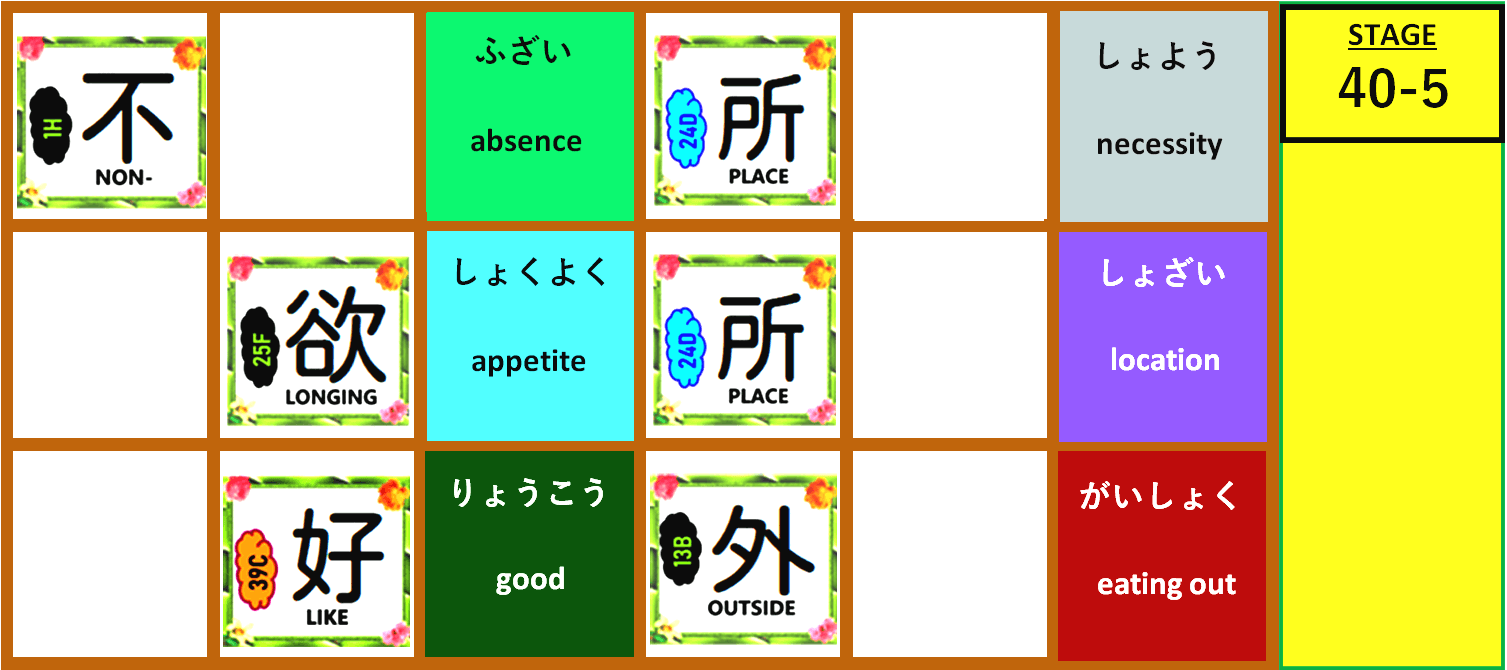 1H
不
NON-
ふざい
absence
24D
所
PLACE
しょよう
necessity
STAGE
40-5
25F
欲
LONGING
しょくよく
appetite
24D
所
PLACE
しょざい
location
39C
好
LIKE
りょうこう
good
13B
外
OUTSIDE
がいしょく
eating out